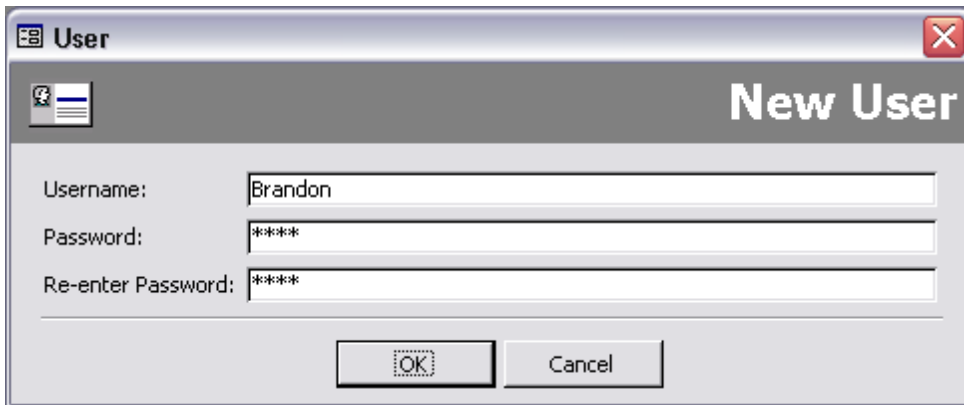 User
New User
Username: Brandon
Password: ****
Re-enter Password: ****
OK Cancel